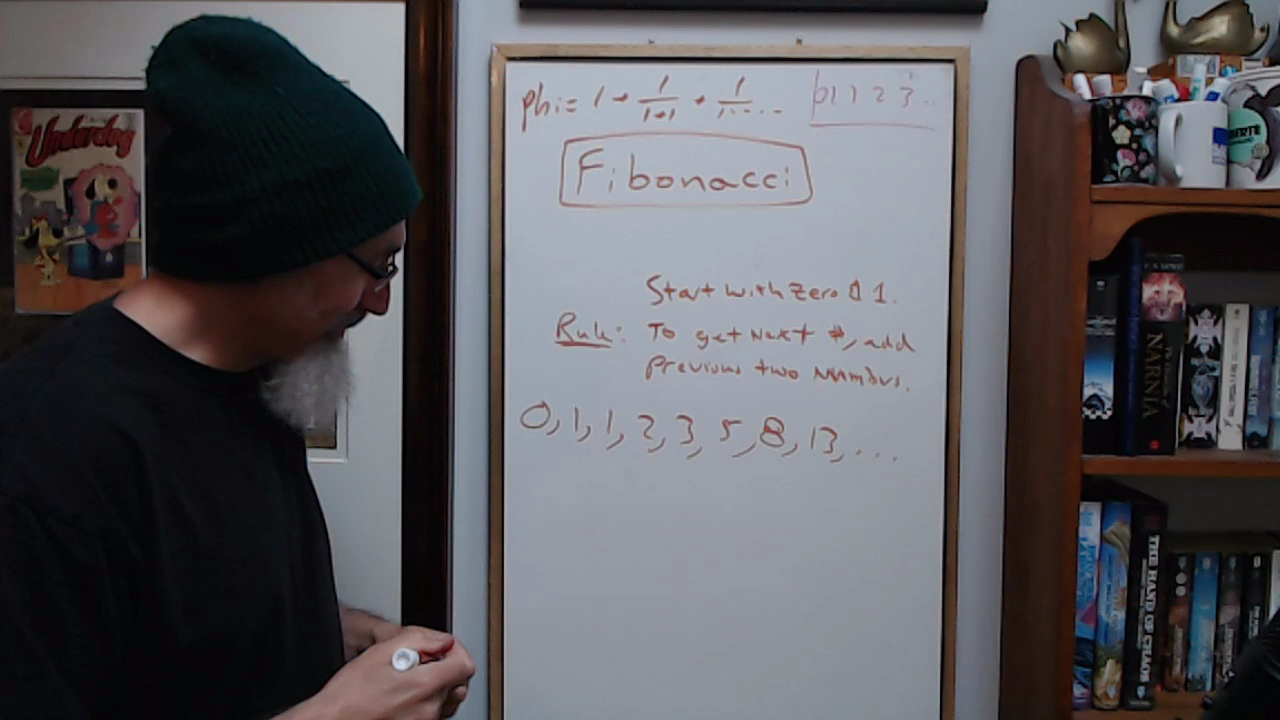 Underdog
phi = 1 + 1/1+1 + 1/1---..
0 1 1 2 3 ..
Fibonacci
Start with Zero & 1.
Rule: To get Next #, add
previous two Numbers.
0, 1, 1, 2, 3, 5, 8, 13, ...
NARNIA
THE HAND OF CHAOS